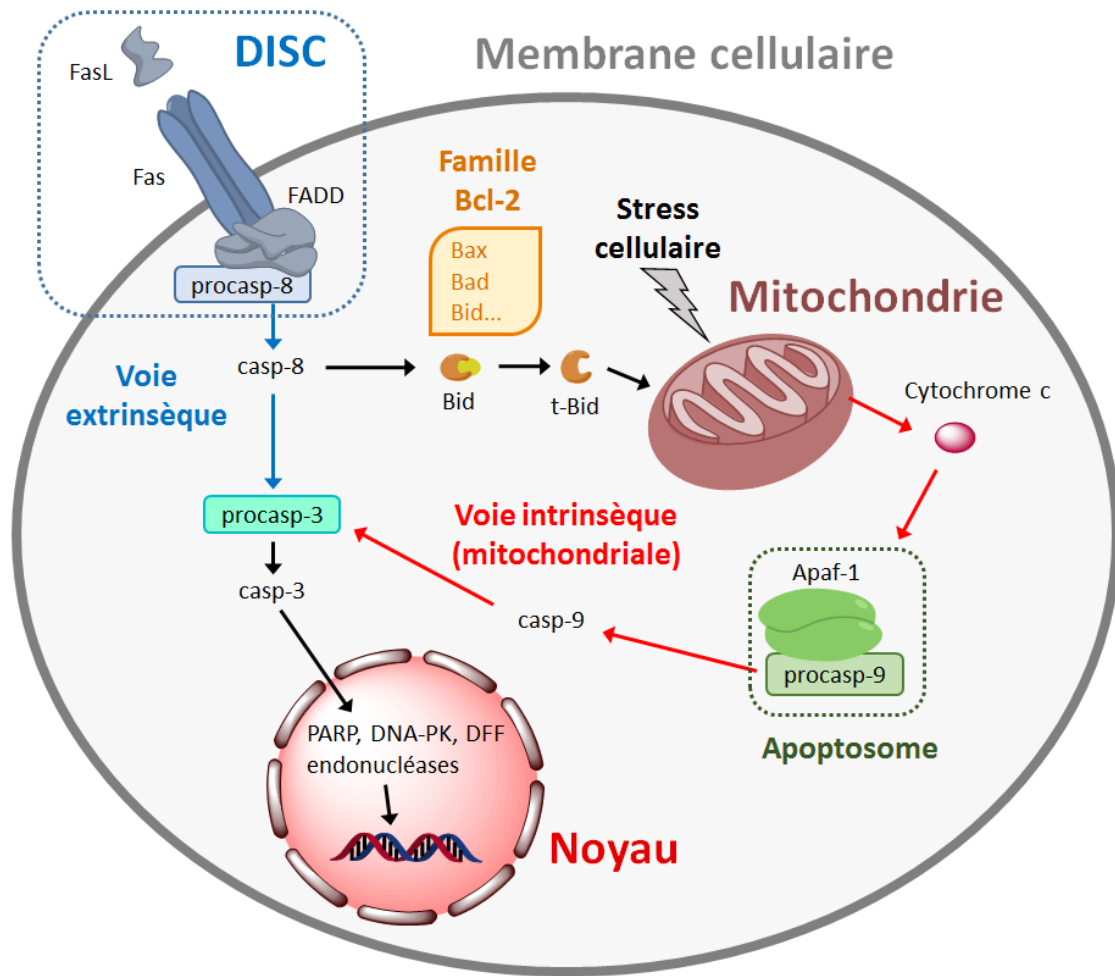 DISC
Membrane cellulaire
FasL
Fas
FADD
procasp-8
Famille
Bcl-2
Bax
Bad
Bid...
Stress
cellulaire
Mitochondrie
casp-8
Voie
extrinsèque
Bid
t-Bid
Cytochrome c
procasp-3
Voie intrinsèque
(mitochondriale)
casp-3
casp-9
Apaf-1
procasp-9
Apoptosome
PARP, DNA-PK, DFF
endonucléases
Noyau